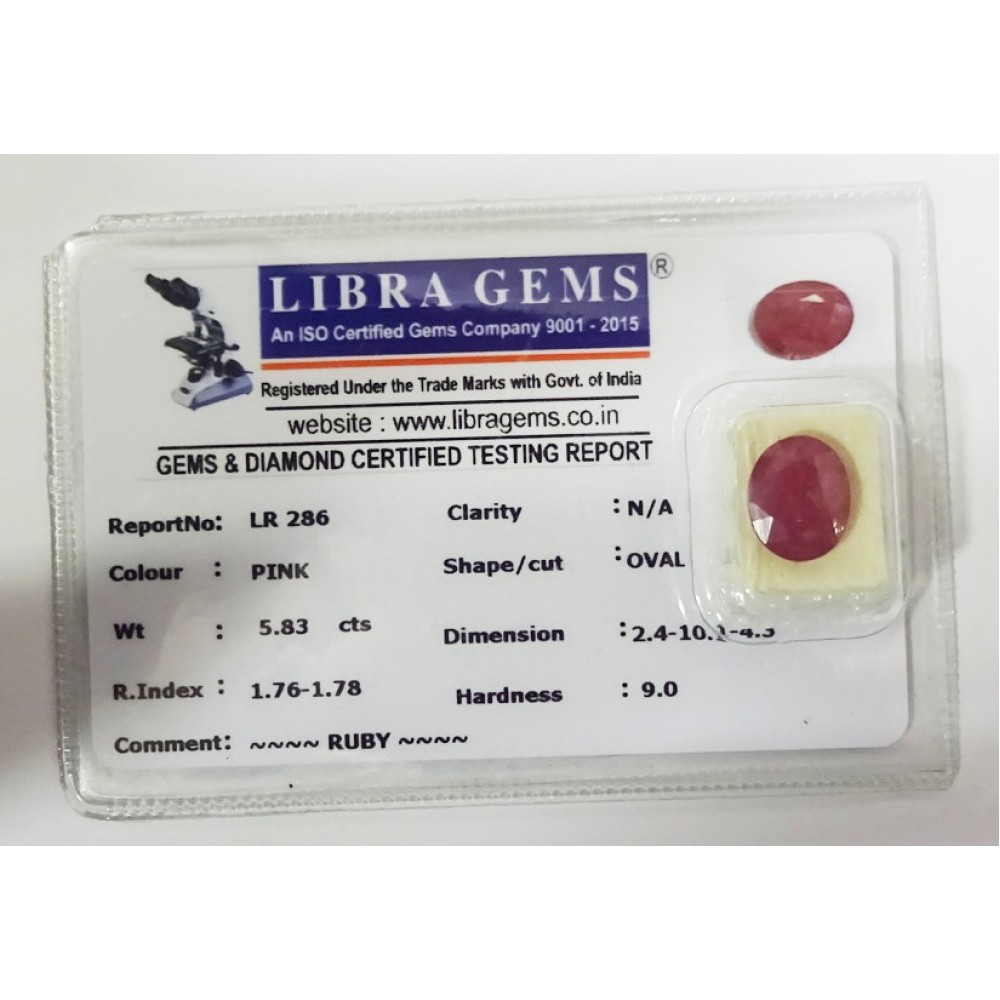 LIBRA GEMS ®
An ISO Certified Gems Company 9001 - 2015
Registered Under the Trade Marks with Govt. of India
website : www.libragems.co.in
GEMS & DIAMOND CERTIFIED TESTING REPORT
ReportNo: LR 286 Clarity : N/A
Colour : PINK Shape/cut : OVAL
Wt : 5.83 cts Dimension :
R.Index : 1.76-1.78 Hardness : 9.0
Comment: ~~~~ RUBY ~~~~